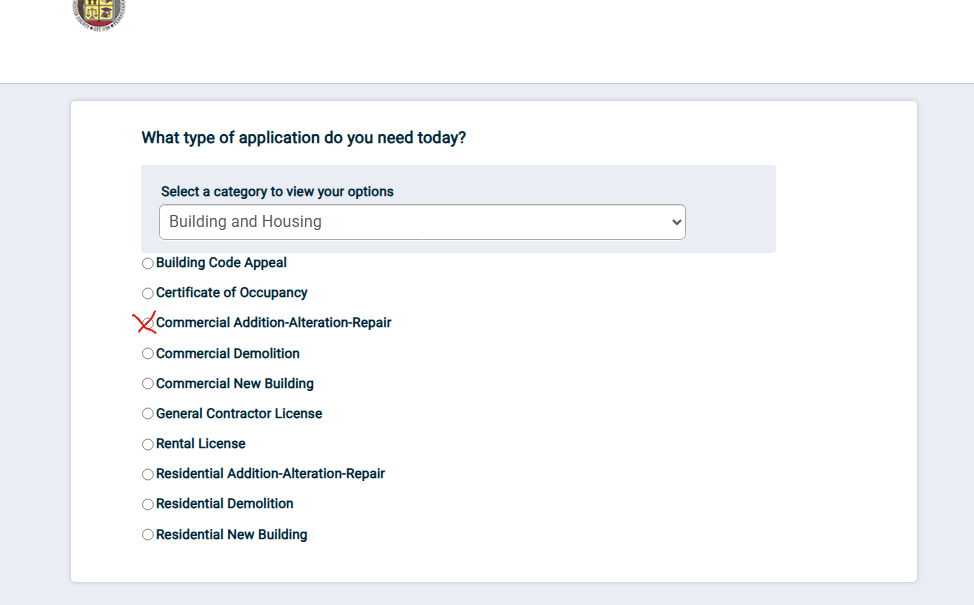 What type of application do you need today?
Select a category to view your options
Building and Housing
Building Code Appeal
Certificate of Occupancy
Commercial Addition-Alteration-Repair
Commercial Demolition
Commercial New Building
General Contractor License
Rental License
Residential Addition-Alteration-Repair
Residential Demolition
Residential New Building